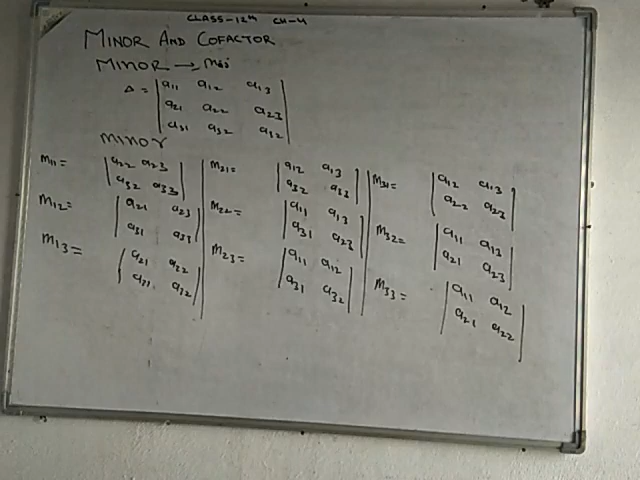 CLASS-12th CH-4
MINOR AND COFACTOR
MINOR → Mij
Δ = | a11 a12 a13 |
| a21 a22 a23 |
| a31 a32 a32 |
MINOR
M11 = | a22 a23 |
| a32 a33 |
M12 = | a21 a23 |
| a31 a33 |
M13 = | a21 a22 |
| a31 a32 |
M21 = | a12 a13 |
| a32 a33 |
M22 = | a11 a13 |
| a31 a23 |
M23 = | a11 a12 |
| a31 a32 |
M31 = | a12 a13 |
| a22 a23 |
M32 = | a11 a13 |
| a21 a23 |
M33 = | a11 a12 |
| a21 a22 |